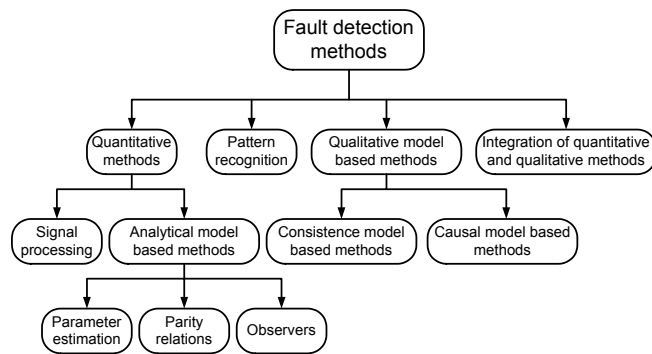 Fault detection
methods
Quantitative
methods
Pattern
recognition
Qualitative model
based methods
Integration of quantitative
and qualitative methods
Signal
processing
Analytical model
based methods
Consistence model
based methods
Causal model based
methods
Parameter
estimation
Parity
relations
Observers